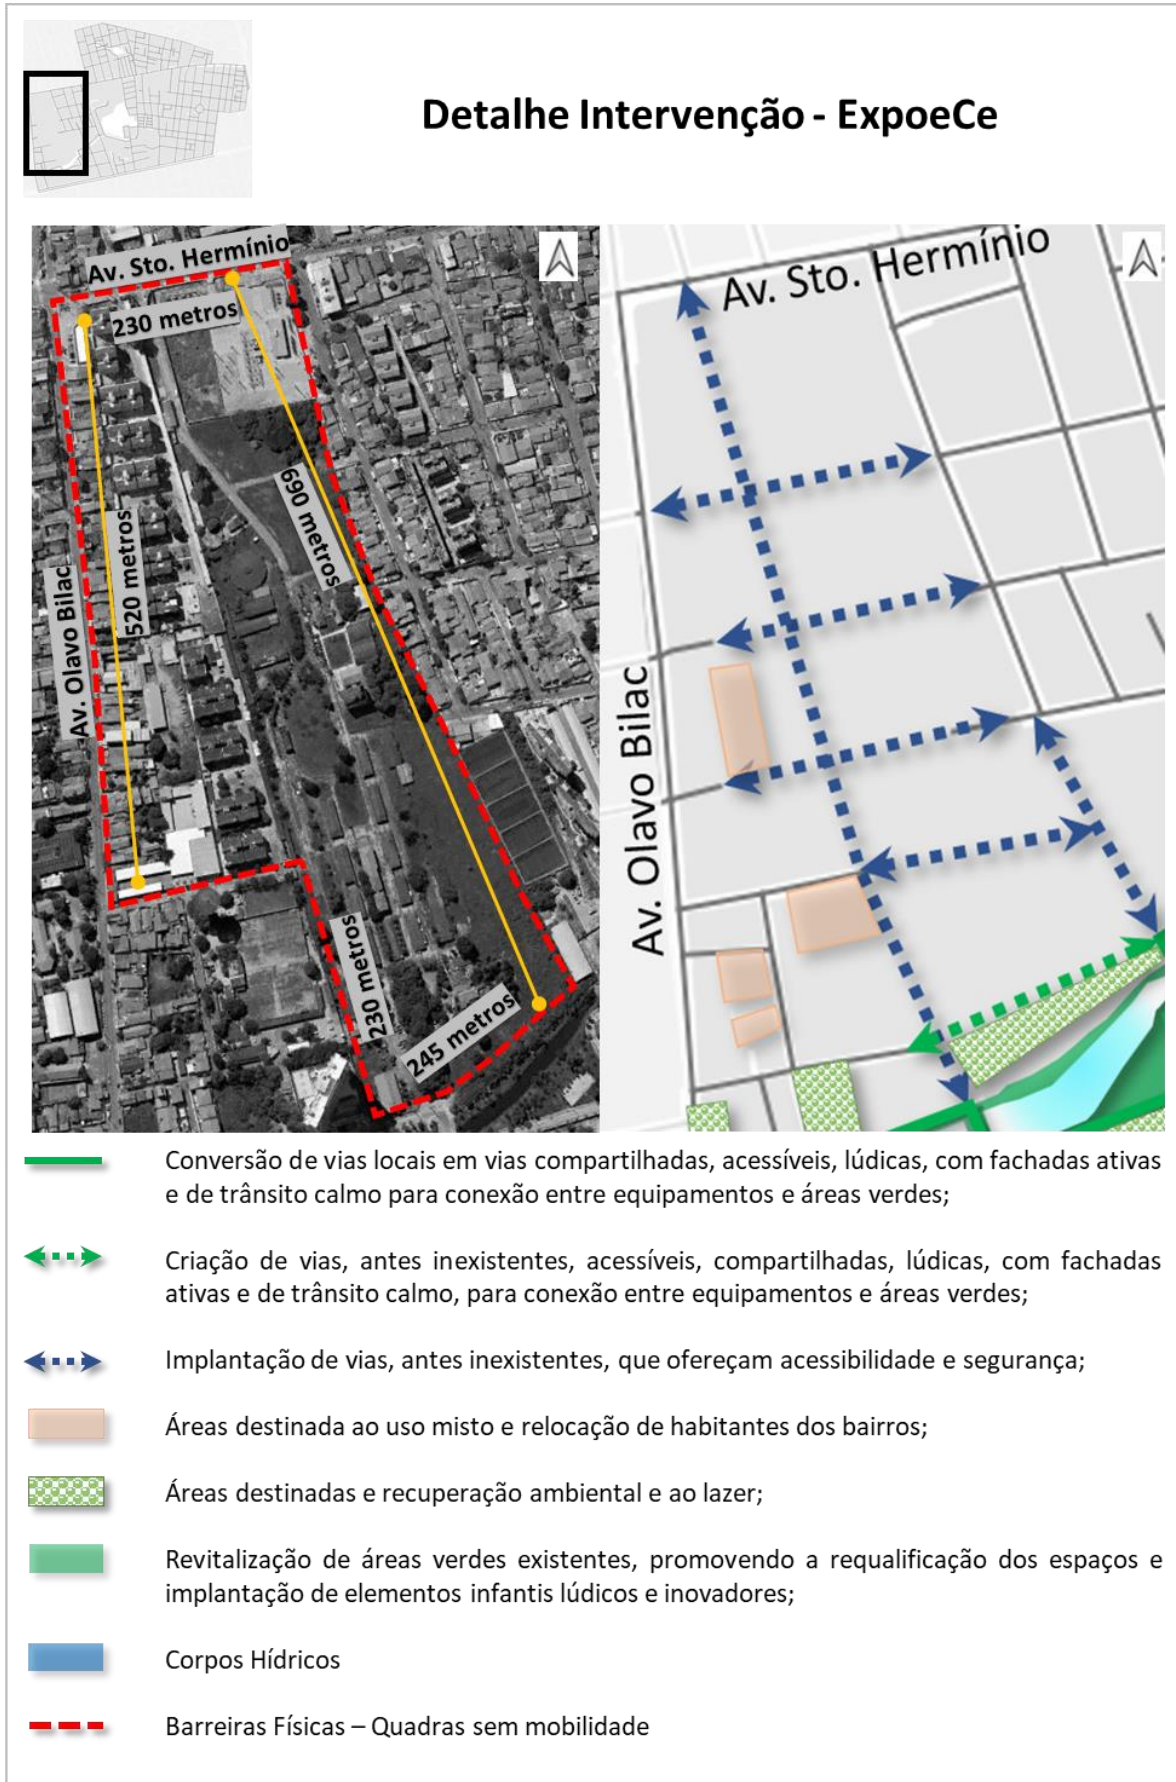 Detalhe Intervenção - ExpoeCe
Av. Sto. Hermínio
230 metros
690 metros
520 metros
Av. Olavo Bilac
230 metros
245 metros
Av. Sto. Hermínio
Av. Olavo Bilac
Conversão de vias locais em vias compartilhadas, acessíveis, lúdicas, com fachadas ativas
e de trânsito calmo para conexão entre equipamentos e áreas verdes;
Criação de vias, antes inexistentes, acessíveis, compartilhadas, lúdicas, com fachadas
ativas e de trânsito calmo, para conexão entre equipamentos e áreas verdes;
Implantação de vias, antes inexistentes, que ofereçam acessibilidade e segurança;
Áreas destinada ao uso misto e relocação de habitantes dos bairros;
Áreas destinadas e recuperação ambiental e ao lazer;
Revitalização de áreas verdes existentes, promovendo a requalificação dos espaços e
implantação de elementos infantis lúdicos e inovadores;
Corpos Hídricos
Barreiras Físicas – Quadras sem mobilidade